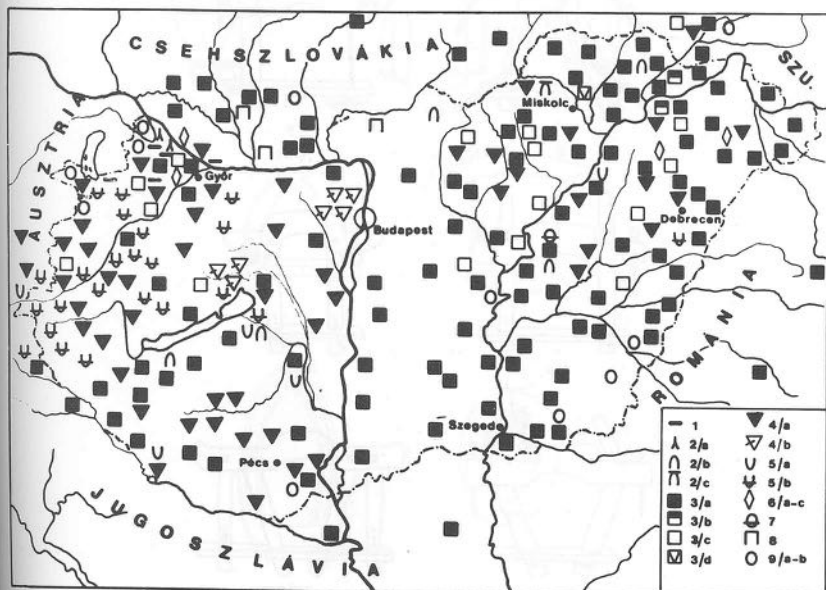 CSEHSZLOVÁKIA
SZU.
AUSZTRIA
Miskolc
Győr
Debrecen
Budapest
ROMÁNIA
Szeged
Pécs
JUGOSZLÁVIA
1
2/a
2/b
2/c
3/a
3/b
3/c
3/d
4/a
4/b
5/a
5/b
6/a-c
7
8
9/a-b